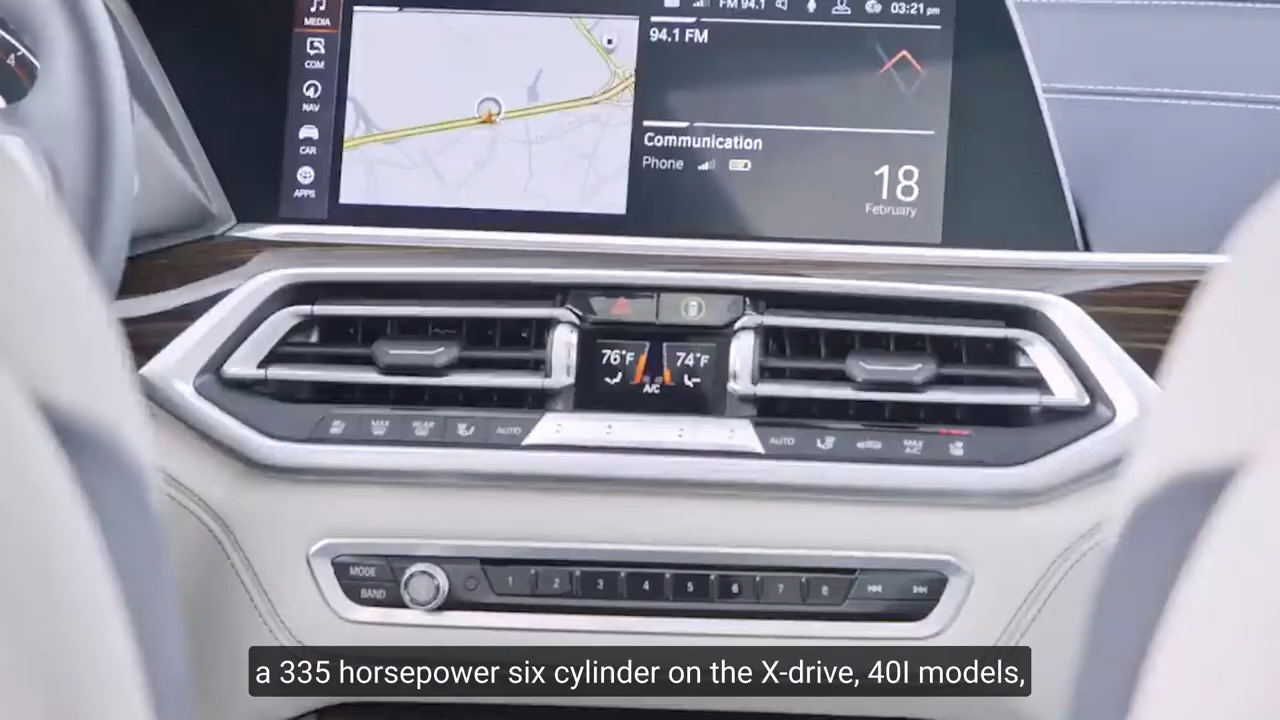 MEDIA
COM
NAV
CAR
APPS
FM 94.1
03:21 pm
94.1 FM
Communication
Phone
18
February
4
76°F
74°F
A/C
MAX
REAR
AUTO
AUTO
MAX
A/C
MODE
BAND
1 2 3 4 5 6 7 8
a 335 horsepower six cylinder on the X-drive, 40I models,